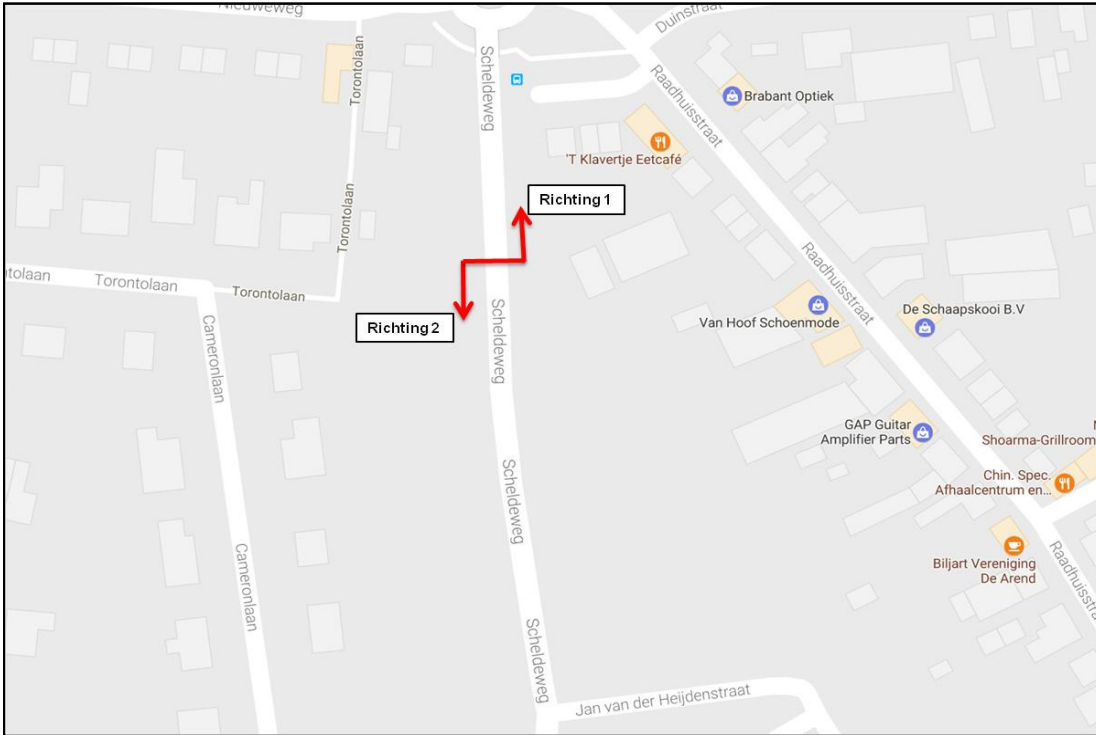 Nieuweweg
Duinstraat
Torontolaan
Scheldeweg
Raadhuisstraat
Brabant Optiek
'T Klavertje Eetcafé
Richting 1
Torontolaan
Raadhuisstraat
tolaan
Torontolaan
Torontolaan
Richting 2
Scheldeweg
Van Hoof Schoenmode
De Schaapskooi B.V
Cameronlaan
GAP Guitar
Amplifier Parts
Shoarma-Grillroom
Chin. Spec.
Afhaalcentrum en...
Scheldeweg
Cameronlaan
Biljart Vereniging
De Arend
Raadhuisstra
Scheldeweg
Jan van der Heijdenstraat